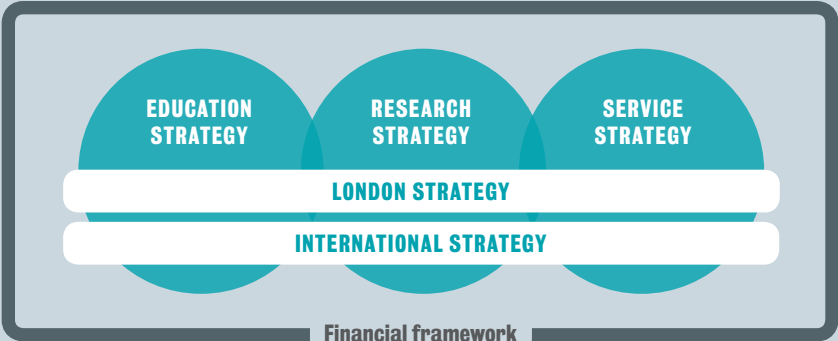 EDUCATION
STRATEGY
RESEARCH
STRATEGY
SERVICE
STRATEGY
LONDON STRATEGY
INTERNATIONAL STRATEGY
Financial framework